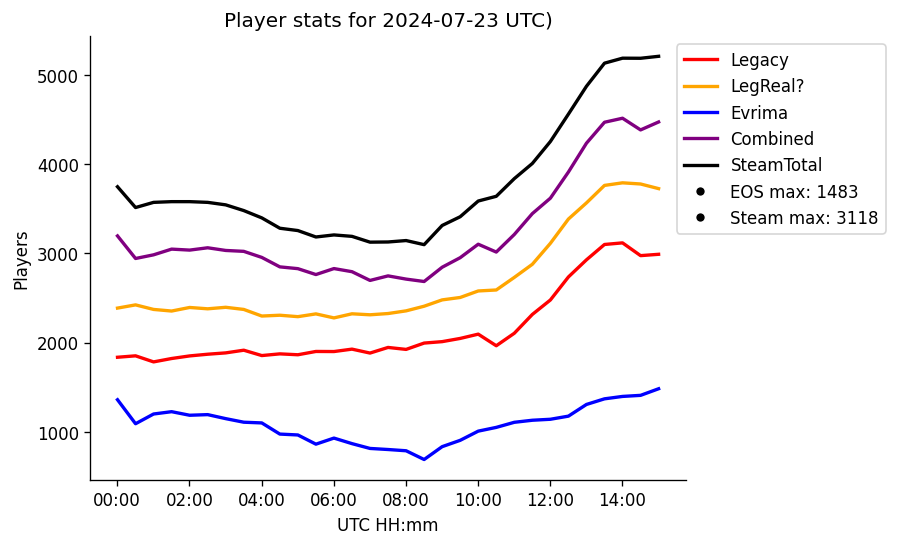 Player stats for 2024-07-23 UTC)
Legacy
LegReal?
Evrima
Combined
SteamTotal
EOS max: 1483
Steam max: 3118
Players
5000
4000
3000
2000
1000
00:00 02:00 04:00 06:00 08:00 10:00 12:00 14:00
UTC HH:mm